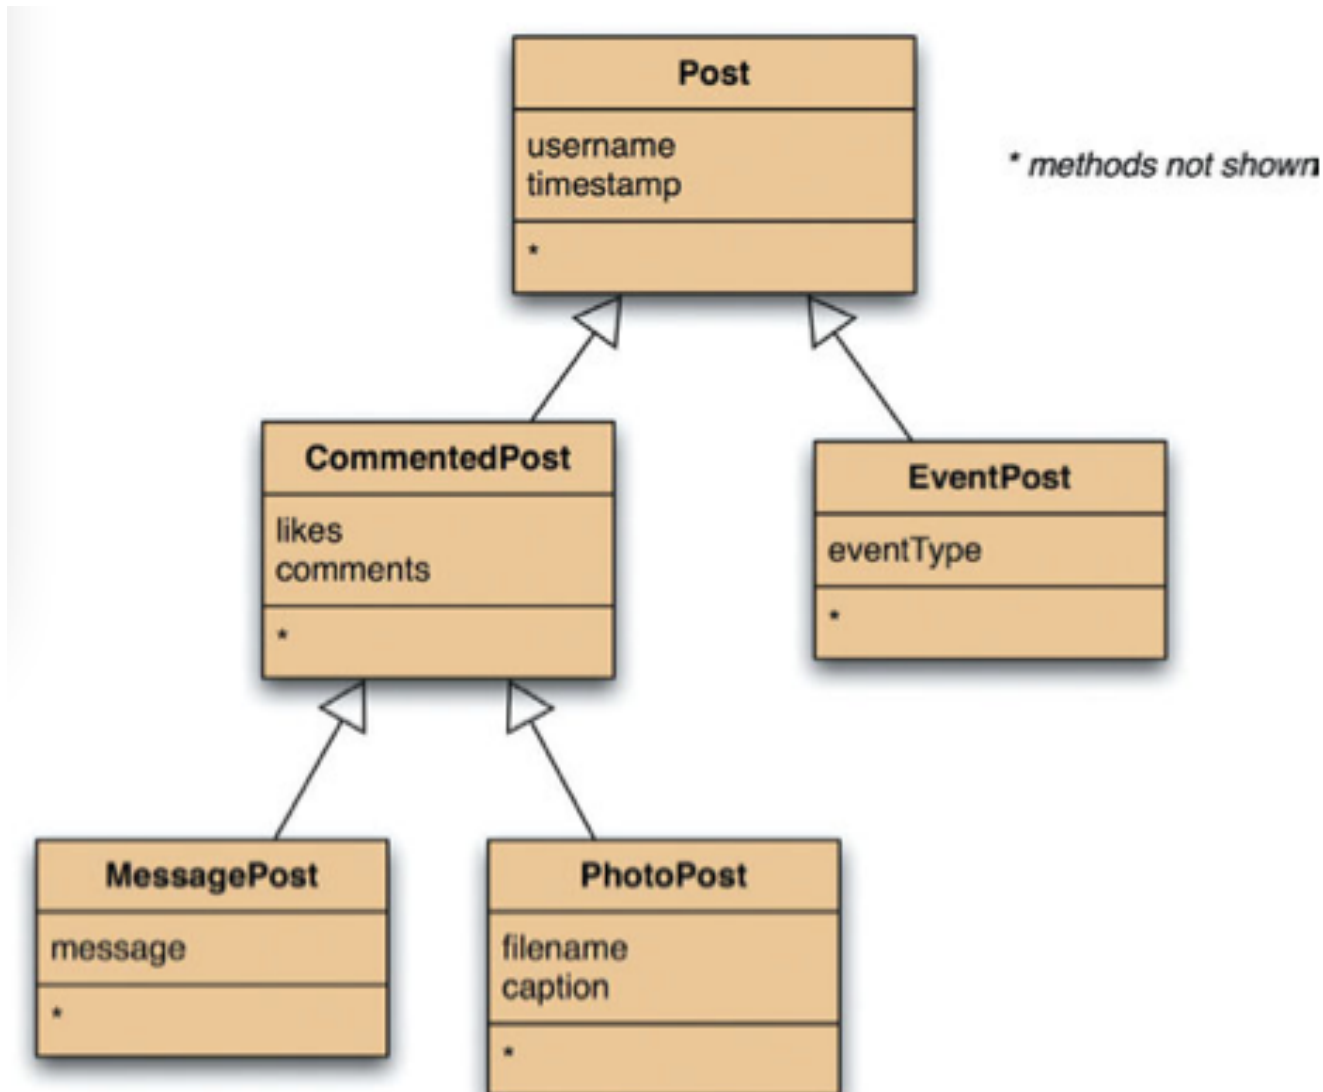 Post
username
timestamp
*
* methods not shown
CommentedPost
likes
comments
*
EventPost
eventType
*
MessagePost
message
*
PhotoPost
filename
caption
*